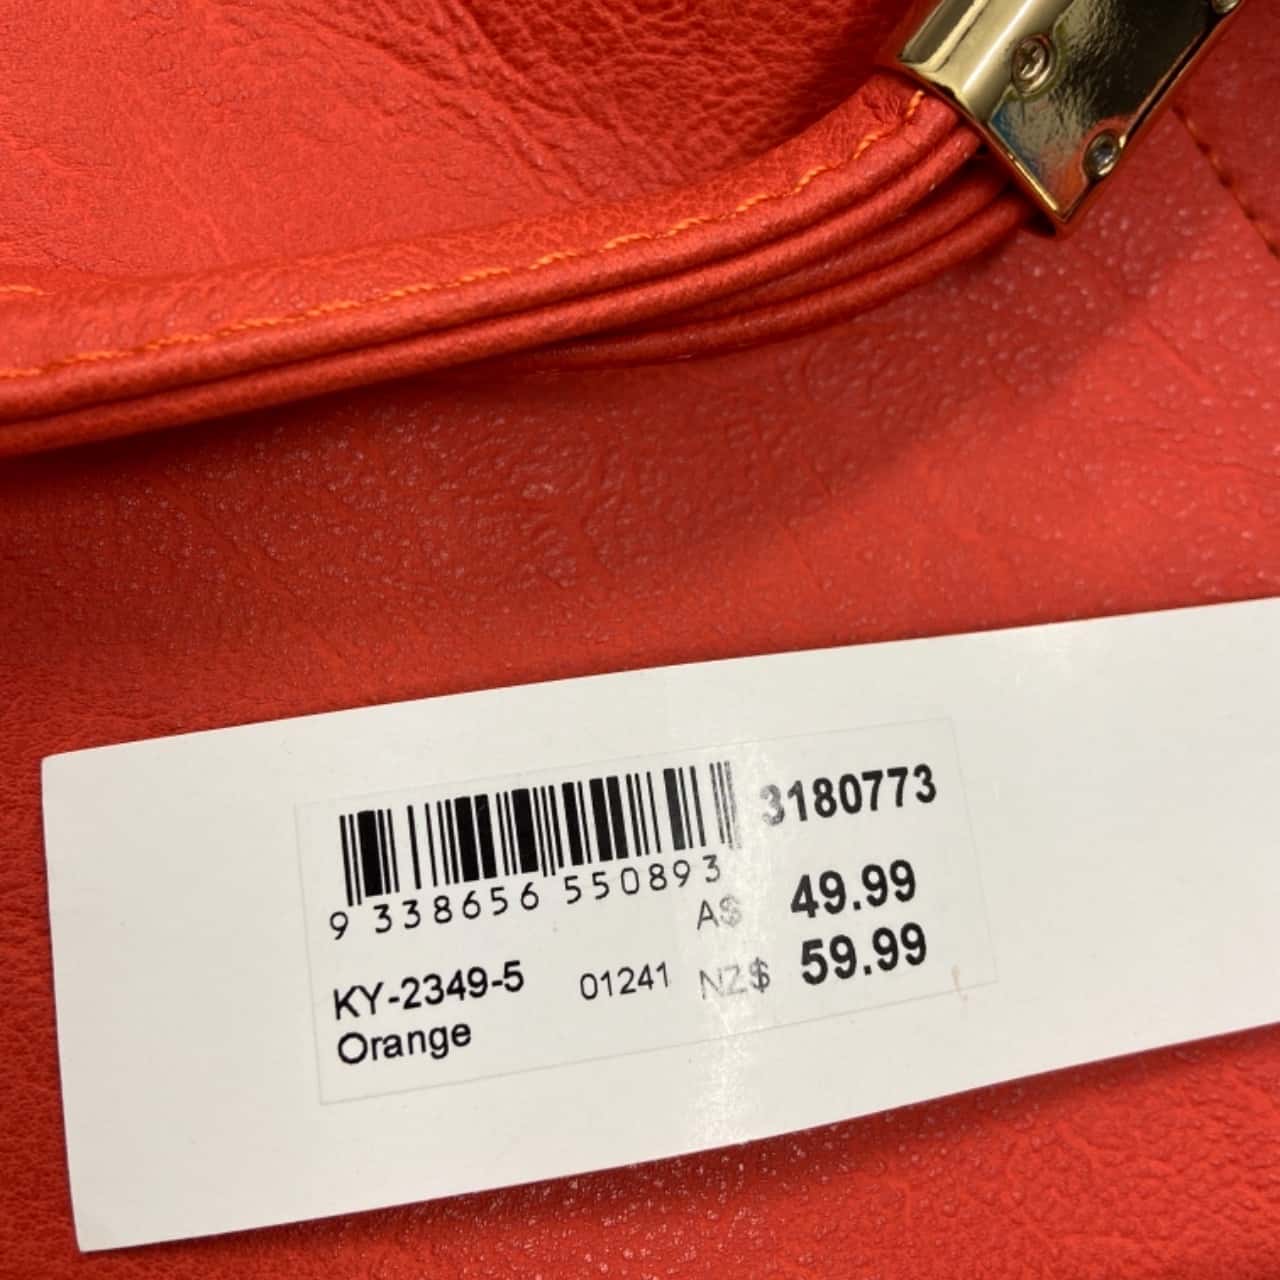 3180773
9 338656 550893
A$ 49.99
NZ$ 59.99
KY-2349-5 01241
Orange